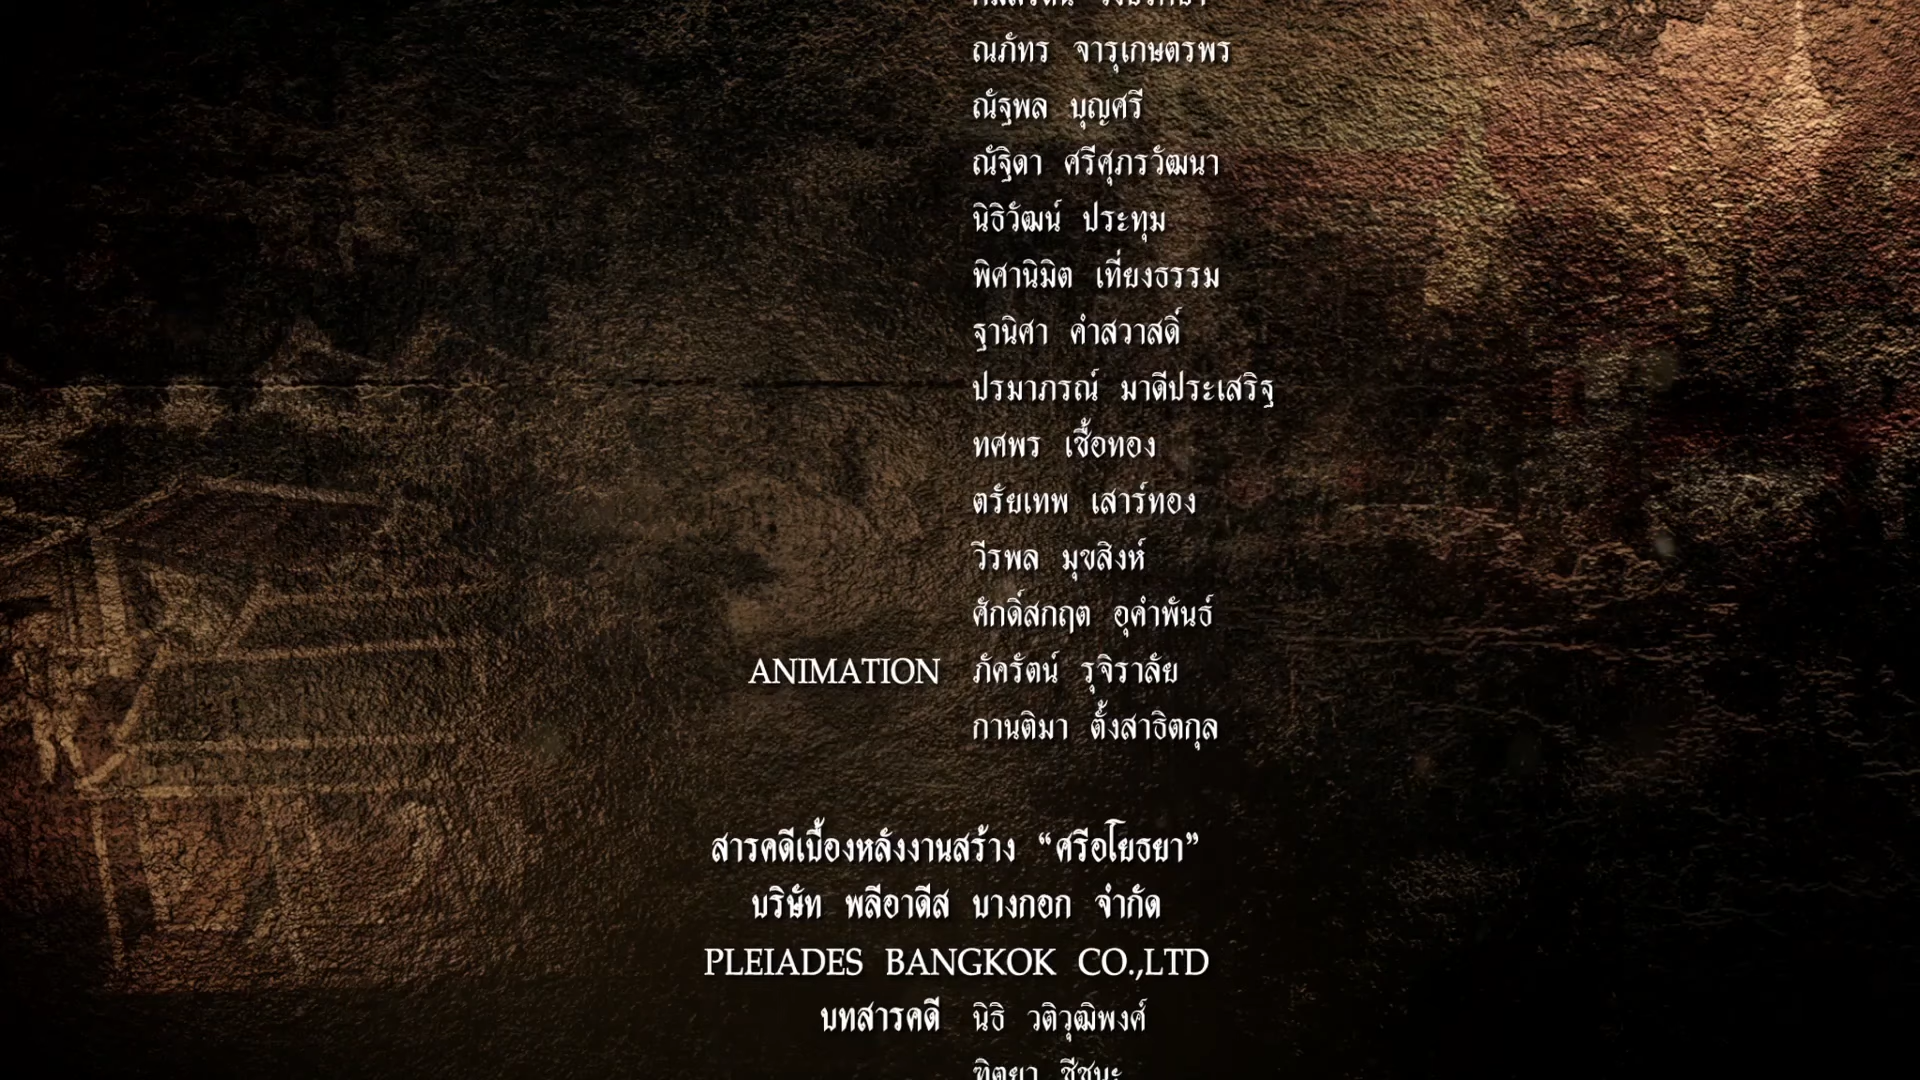 ณภัทร จารุเกษตรพร
ณัฐพล บุญศรี
ณัฐิดา ศรีศุภรวัฒนา
นิธิวัฒน์ ประทุม
พิศานิมิต เที่ยงธรรม
ฐานิศา คำสวาสดิ์
ปรมาภรณ์ มาดีประเสริฐ
ทศพร เชื้อทอง
ตรัยเทพ เสาร์ทอง
วีรพล มุขสิงห์
ศักดิ์สกฤต อุคำพันธ์
ANIMATION ภัครัตน์ รุจิราลัย
กานติมา ตั้งสาธิตกุล
สารคดีเบื้องหลังงานสร้าง “ศรีอโยธยา”
บริษัท พลีอาดีส บางกอก จำกัด
PLEIADES BANGKOK CO.,LTD
บทสารคดี นิธิ วติวุฒิพงศ์